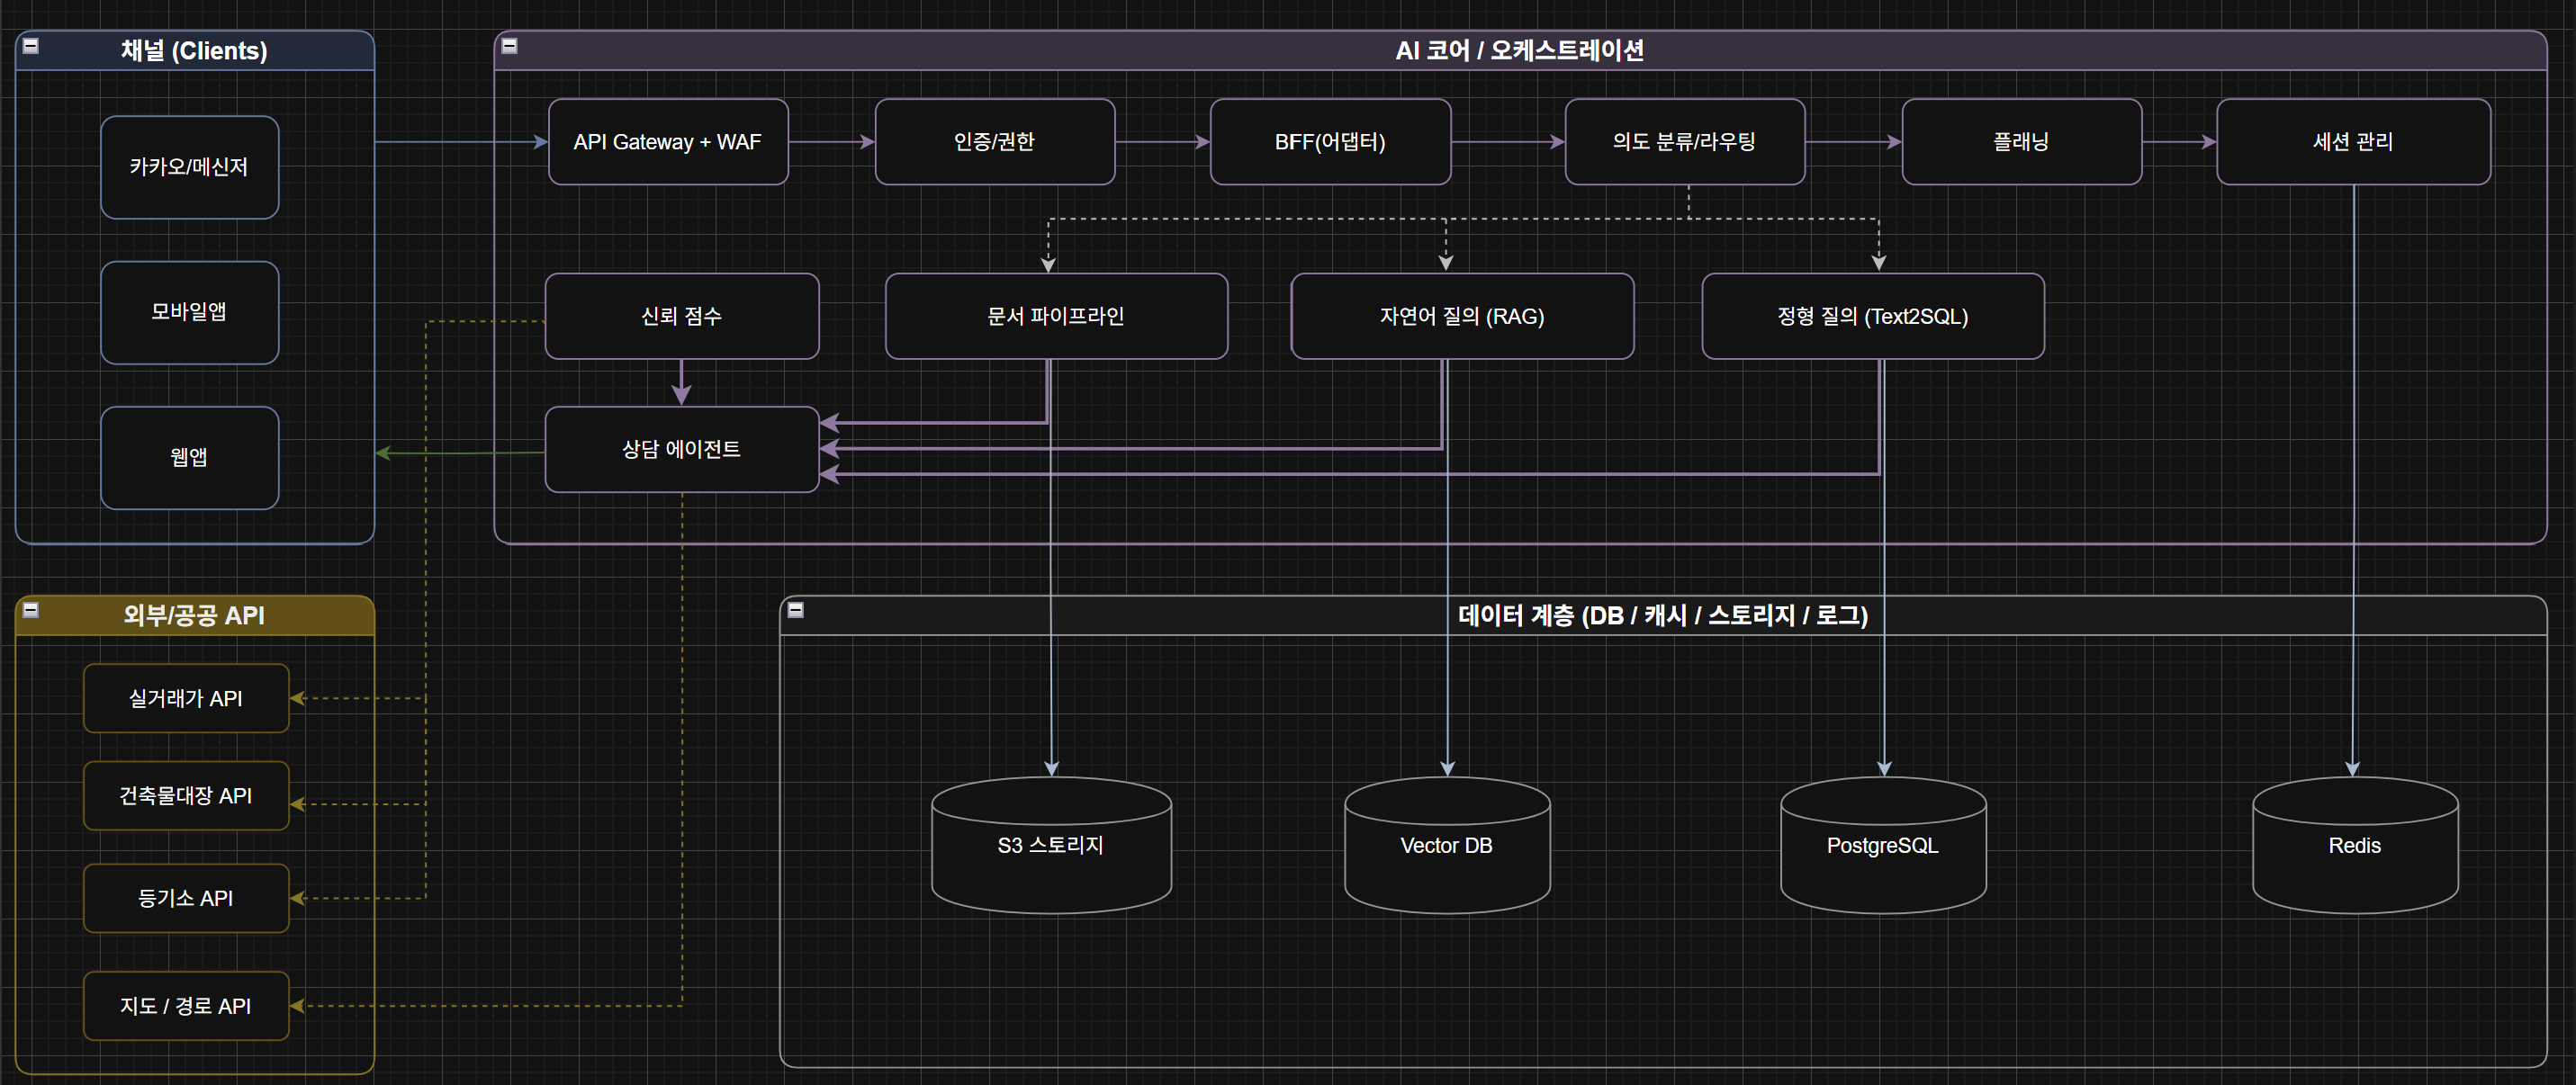 채널 (Clients)
카카오/메신저
모바일앱
웹앱
AI 코어 / 오케스트레이션
API Gateway + WAF
인증/권한
BFF(어댑터)
의도 분류/라우팅
플래닝
세션 관리
신뢰 점수
문서 파이프라인
자연어 질의 (RAG)
정형 질의 (Text2SQL)
상담 에이전트
외부/공공 API
실거래가 API
건축물대장 API
등기소 API
지도 / 경로 API
데이터 계층 (DB / 캐시 / 스토리지 / 로그)
S3 스토리지
Vector DB
PostgreSQL
Redis